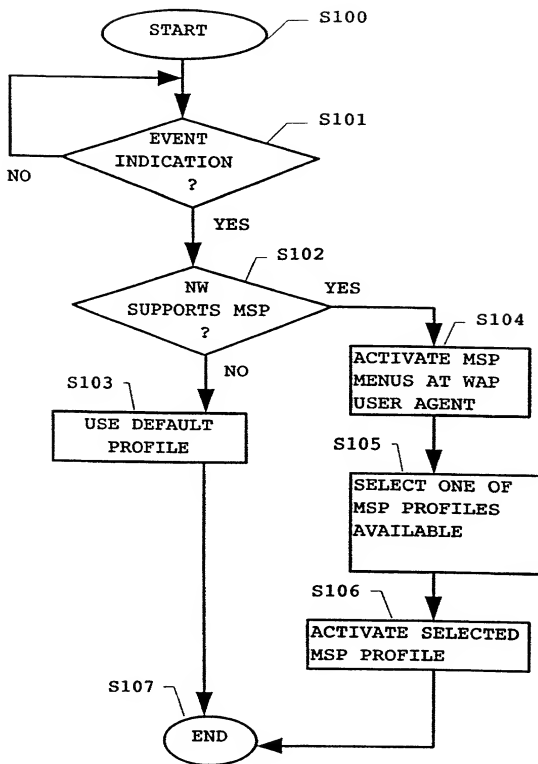 START
S100
S101
EVENT
INDICATION
?
NO
YES
S102
NW
SUPPORTS MSP
?
YES
NO
S104
ACTIVATE MSP
MENUS AT WAP
USER AGENT
S103
USE DEFAULT
PROFILE
S105
SELECT ONE OF
MSP PROFILES
AVAILABLE
S106
ACTIVATE SELECTED
MSP PROFILE
S107
END